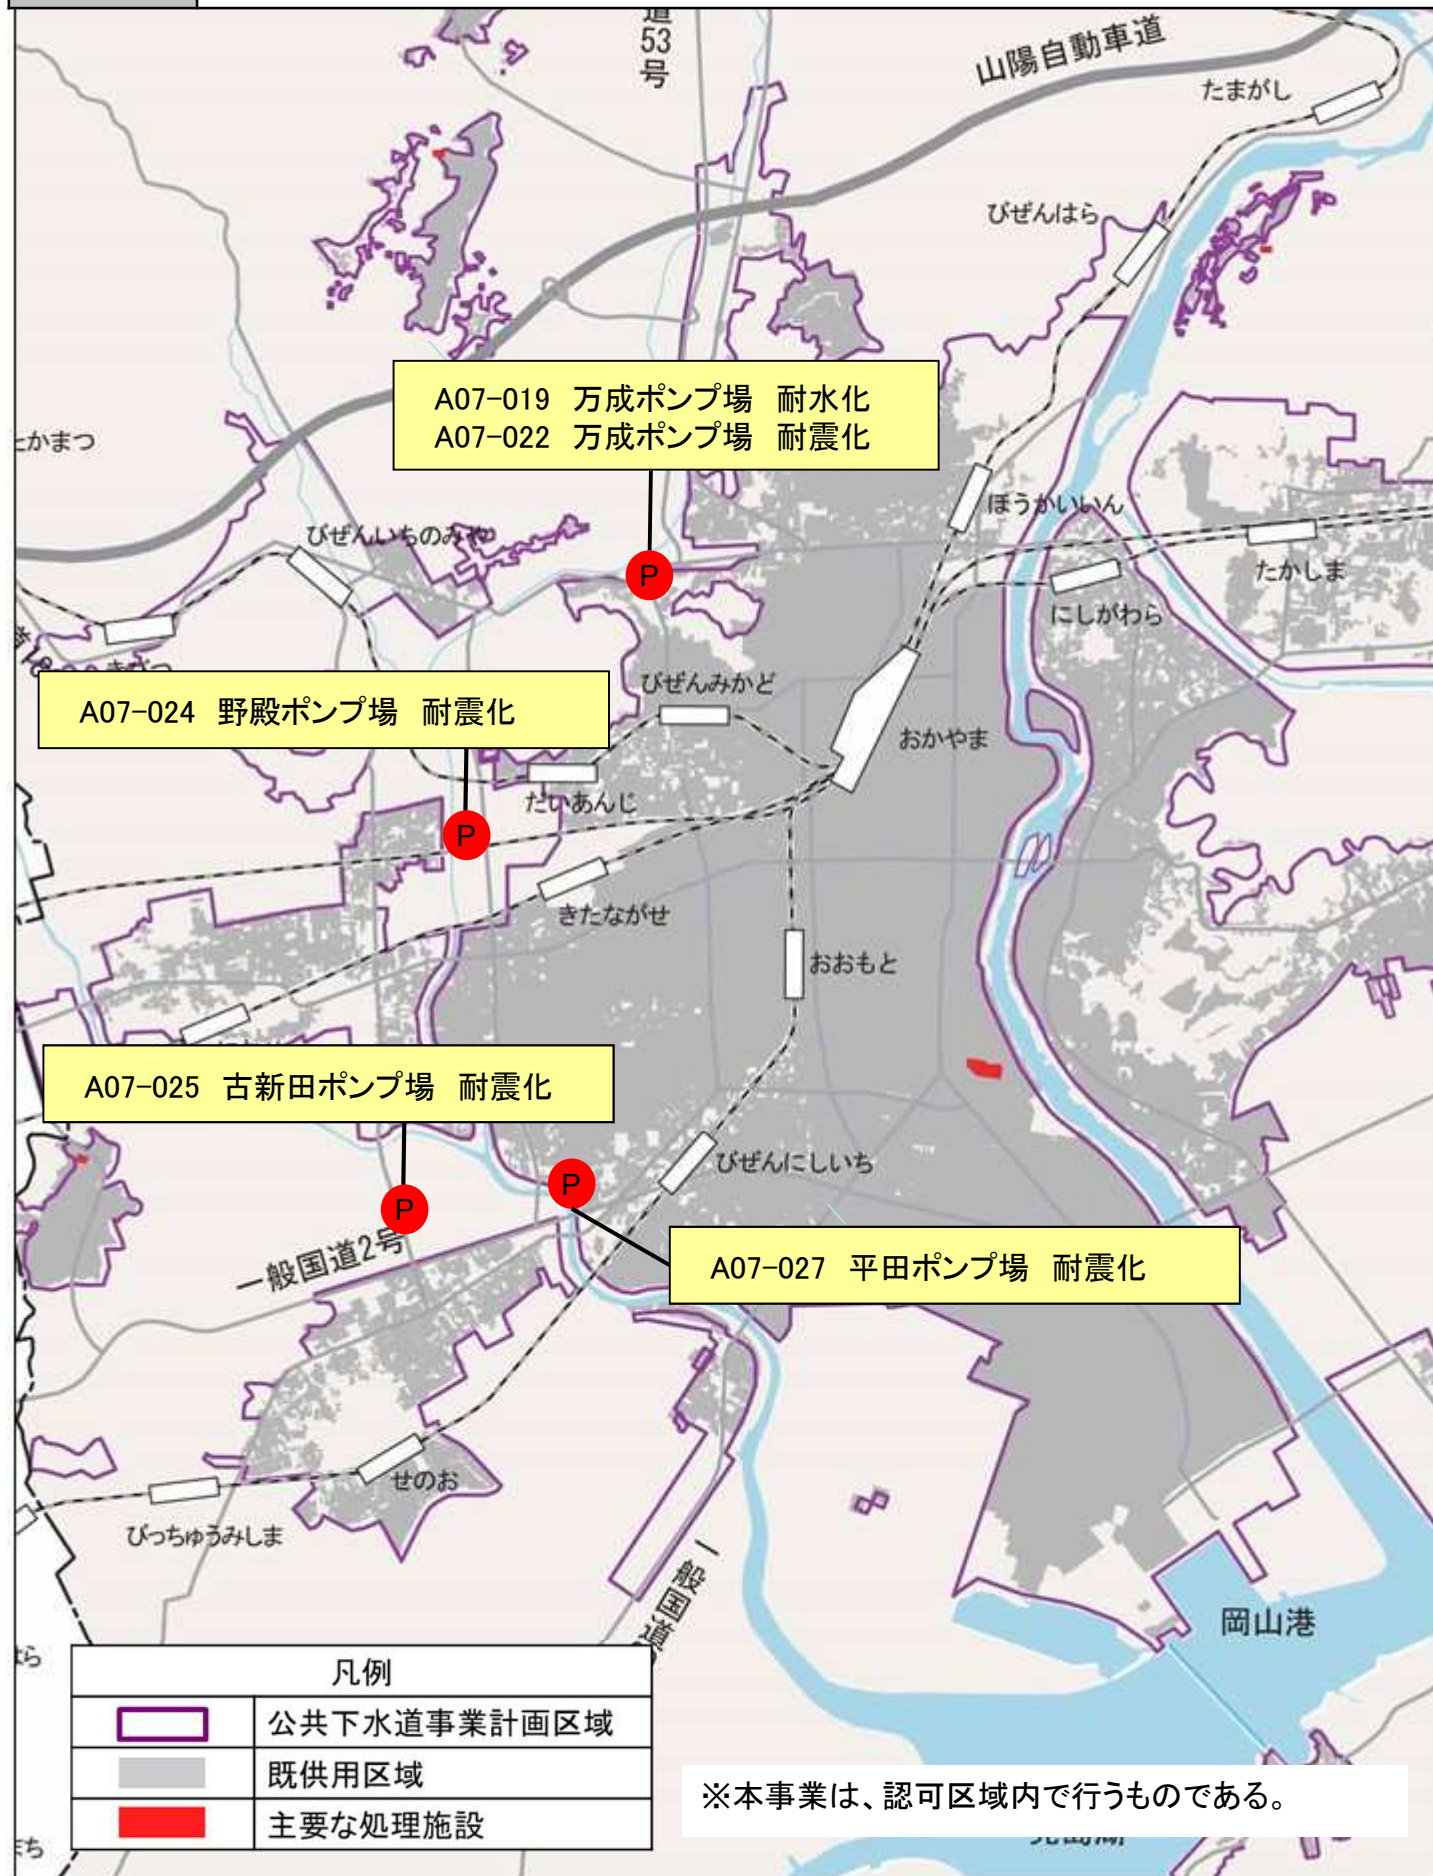 道53号
山陽自動車道
たまがし
びぜんはら
A07-019 万成ポンプ場 耐水化
A07-022 万成ポンプ場 耐震化
たかまつ
ほうかいいん
びぜんいちのみや
たかしま
P
にしがわら
びぜんみかど
A07-024 野殿ポンプ場 耐震化
おかやま
たいあんじ
P
きたながせ
おおもと
A07-025 古新田ポンプ場 耐震化
びぜんにしいち
P
P
一般国道2号
A07-027 平田ポンプ場 耐震化
せのお
びっちゅうみしま
一般国道
岡山港
凡例
公共下水道事業計画区域
既供用区域
主要な処理施設
※本事業は、認可区域内で行うものである。